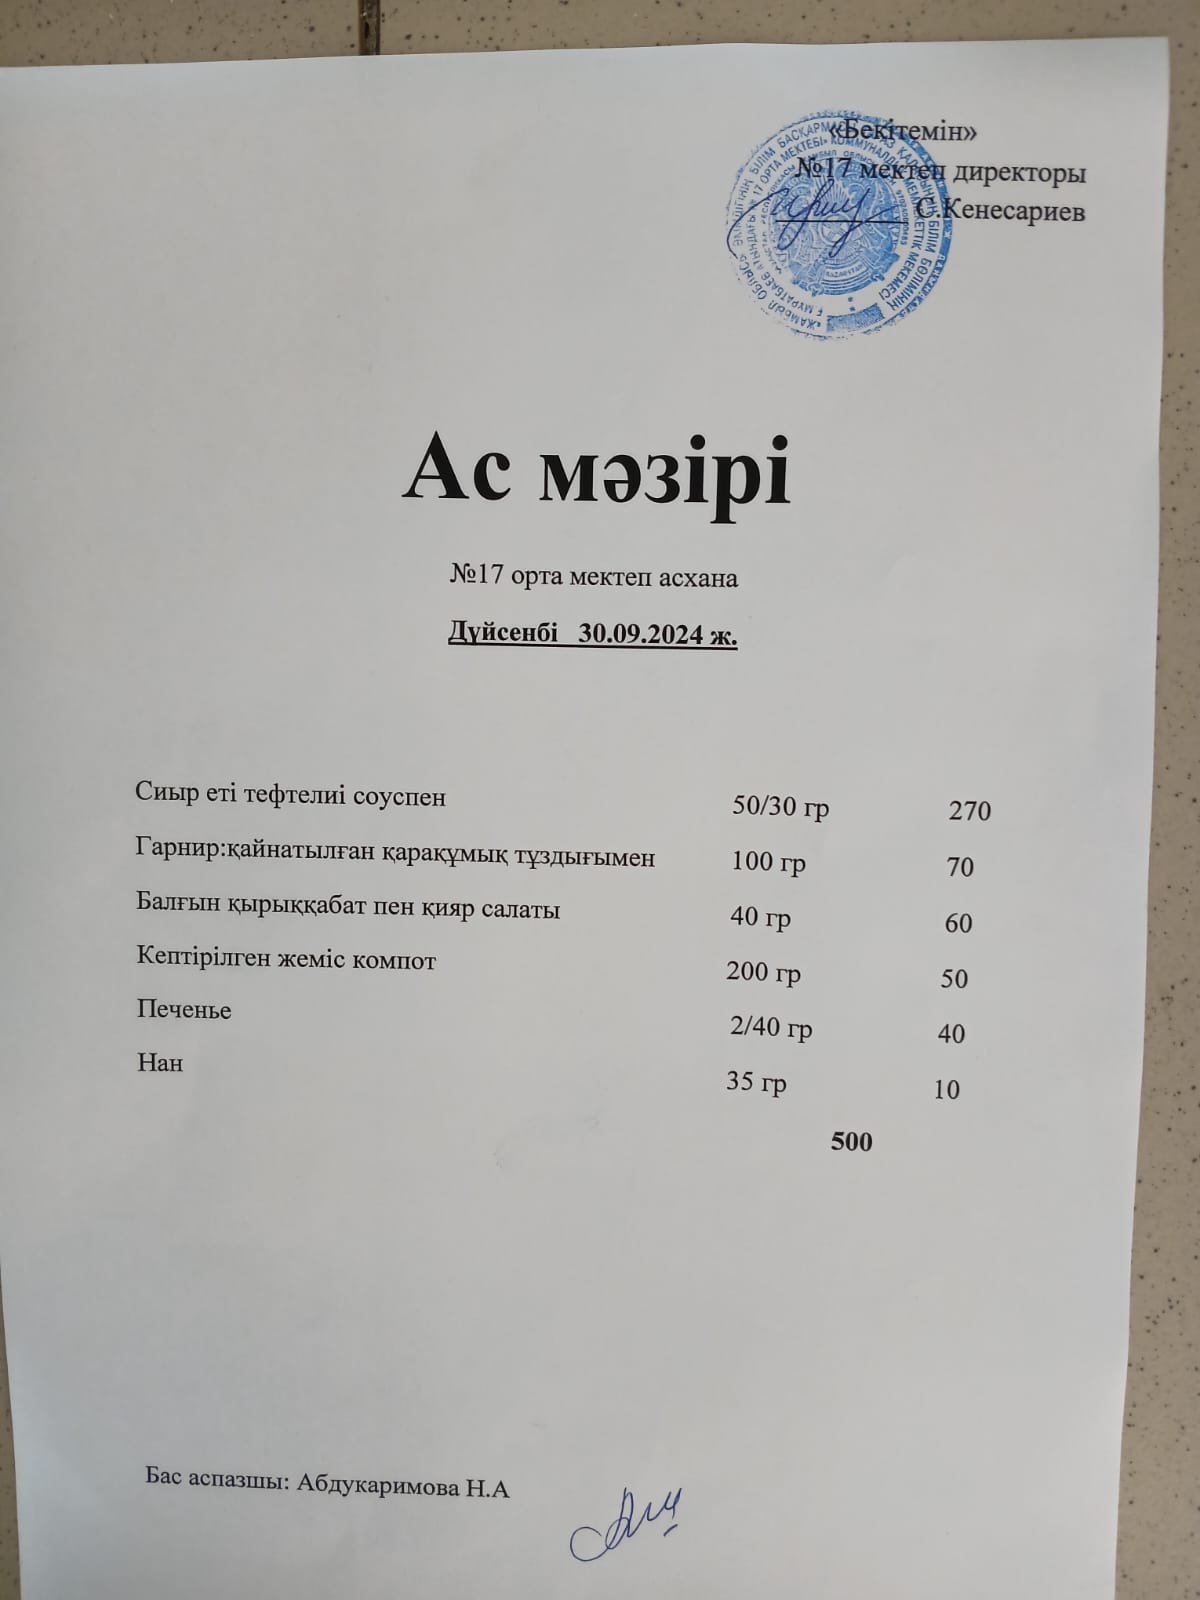 «Бекітемін»
№17 мектеп директоры
С.Кенесариев
Ас мәзірі
№17 орта мектеп асхана
Дүйсенбі 30.09.2024 ж.
Сиыр еті тефтелиі соуспен 50/30 гр 270
Гарнир:қайнатылған қарақұмық тұздығымен 100 гр 70
Балғын қырыққабат пен қияр салаты 40 гр 60
Кептірілген жеміс компот 200 гр 50
Печенье 2/40 гр 40
Нан 35 гр 10
500
Бас аспазшы: Абдукаримова Н.А